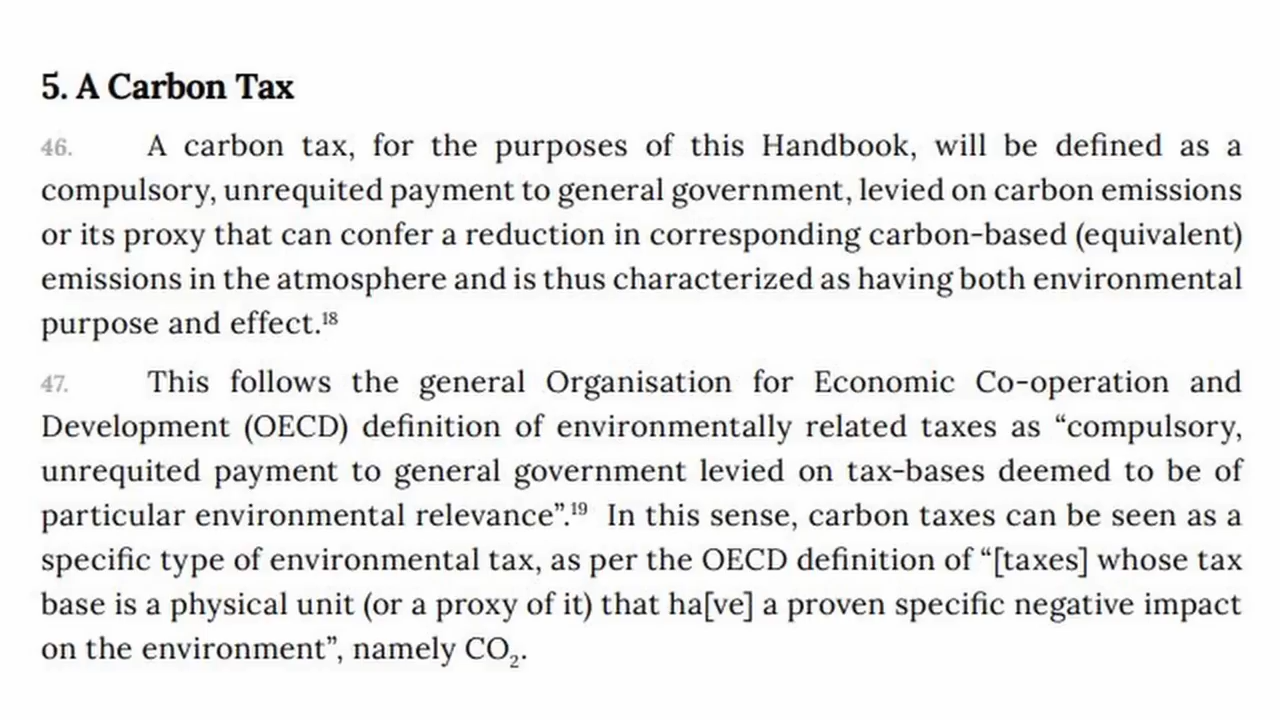 5. A Carbon Tax
46. A carbon tax, for the purposes of this Handbook, will be defined as a
compulsory, unrequited payment to general government, levied on carbon emissions
or its proxy that can confer a reduction in corresponding carbon-based (equivalent)
emissions in the atmosphere and is thus characterized as having both environmental
purpose and effect.¹⁸
47. This follows the general Organisation for Economic Co-operation and
Development (OECD) definition of environmentally related taxes as “compulsory,
unrequited payment to general government levied on tax-bases deemed to be of
particular environmental relevance”.¹⁹ In this sense, carbon taxes can be seen as a
specific type of environmental tax, as per the OECD definition of “[taxes] whose tax
base is a physical unit (or a proxy of it) that ha[ve] a proven specific negative impact
on the environment”, namely CO₂.